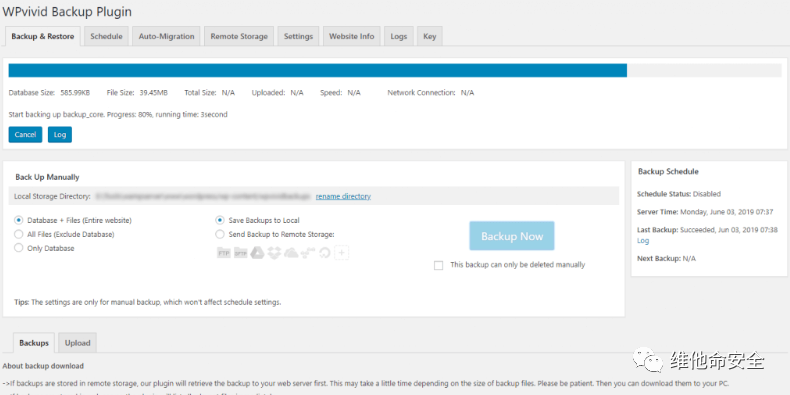 WPvivid Backup Plugin
Backup & Restore Schedule Auto-Migration Remote Storage Settings Website Info Logs Key
Database Size: 585.99KB File Size: 39.45MB Total Size: N/A Uploaded: N/A Speed: N/A Network Connection: N/A
Start backing up backup_core. Progress: 80%, running time: 3second
Cancel Log
Back Up Manually
Local Storage Directory: rename directory
Database + Files (Entire website)
All Files (Exclude Database)
Only Database
Save Backups to Local
Send Backup to Remote Storage:
FTP SFTP
Backup Now
This backup can only be deleted manually
Tips: The settings are only for manual backup, which won't affect schedule settings.
Backup Schedule
Schedule Status: Disabled
Server Time: Monday, June 03, 2019 07:37
Last Backup: Succeeded, Jun 03, 2019 07:38
Log
Next Backup: N/A
Backups Upload
About backup download
->If backups are stored in remote storage, our plugin will retrieve the backup to your web server first. This may take a little time depending on the size of backup files. Please be patient. Then you can download them to your PC.
维他命安全